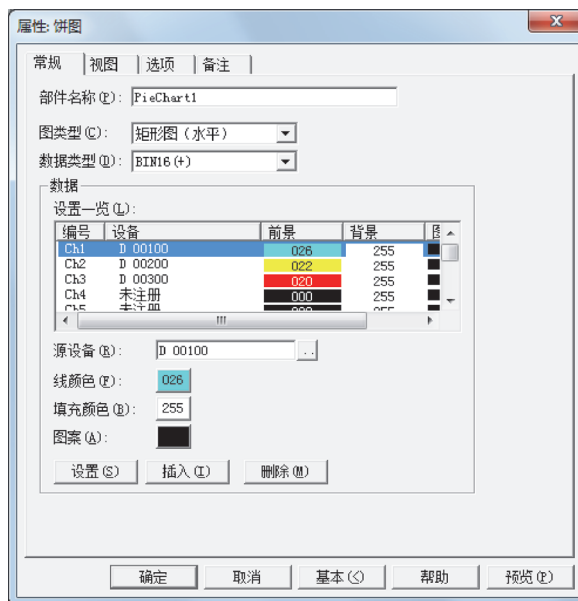 属性: 饼图
常规 视图 选项 备注
部件名称(P): PieChart1
图类型(C): 矩形图(水平)
数据类型(D): BIN16(+)
数据
设置一览(L):
编号 设备 前景 背景
Ch1 D 00100 026 255
Ch2 D 00200 022 255
Ch3 D 00300 020 255
Ch4 未注册 000 255
源设备(R): D 00100 ..
线颜色(F): 026
填充颜色(B): 255
图案(A):
设置(S) 插入(I) 删除(M)
确定 取消 基本(<) 帮助 预览(P)